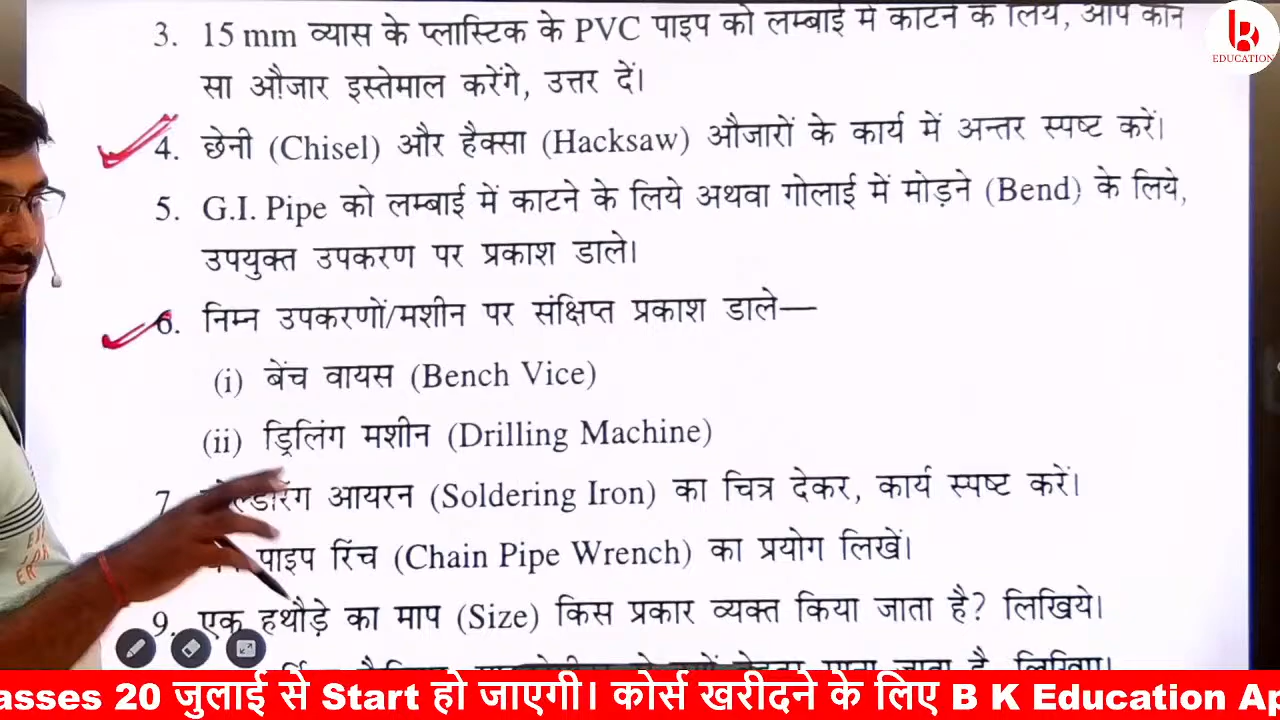 3. 15 mm व्यास के प्लास्टिक के PVC पाइप को लम्बाई में काटने के लिये, आप कौन
सा औजार इस्तेमाल करेंगे, उत्तर दें।
4. छेनी (Chisel) और हैक्सा (Hacksaw) औजारों के कार्य में अन्तर स्पष्ट करें।
5. G.I. Pipe को लम्बाई में काटने के लिये अथवा गोलाई में मोड़ने (Bend) के लिये,
उपयुक्त उपकरण पर प्रकाश डाले।
6. निम्न उपकरणों/मशीन पर संक्षिप्त प्रकाश डाले—
(i) बेंच वायस (Bench Vice)
(ii) ड्रिलिंग मशीन (Drilling Machine)
7. आयरन (Soldering Iron) का चित्र देकर, कार्य स्पष्ट करें।
पाइप रिंच (Chain Pipe Wrench) का प्रयोग लिखें।
9. एक हथौड़े का माप (Size) किस प्रकार व्यक्त किया जाता है? लिखिये।
asses 20 जुलाई से Start हो जाएगी। कोर्स खरीदने के लिए B K Education Ap
EDUCATION